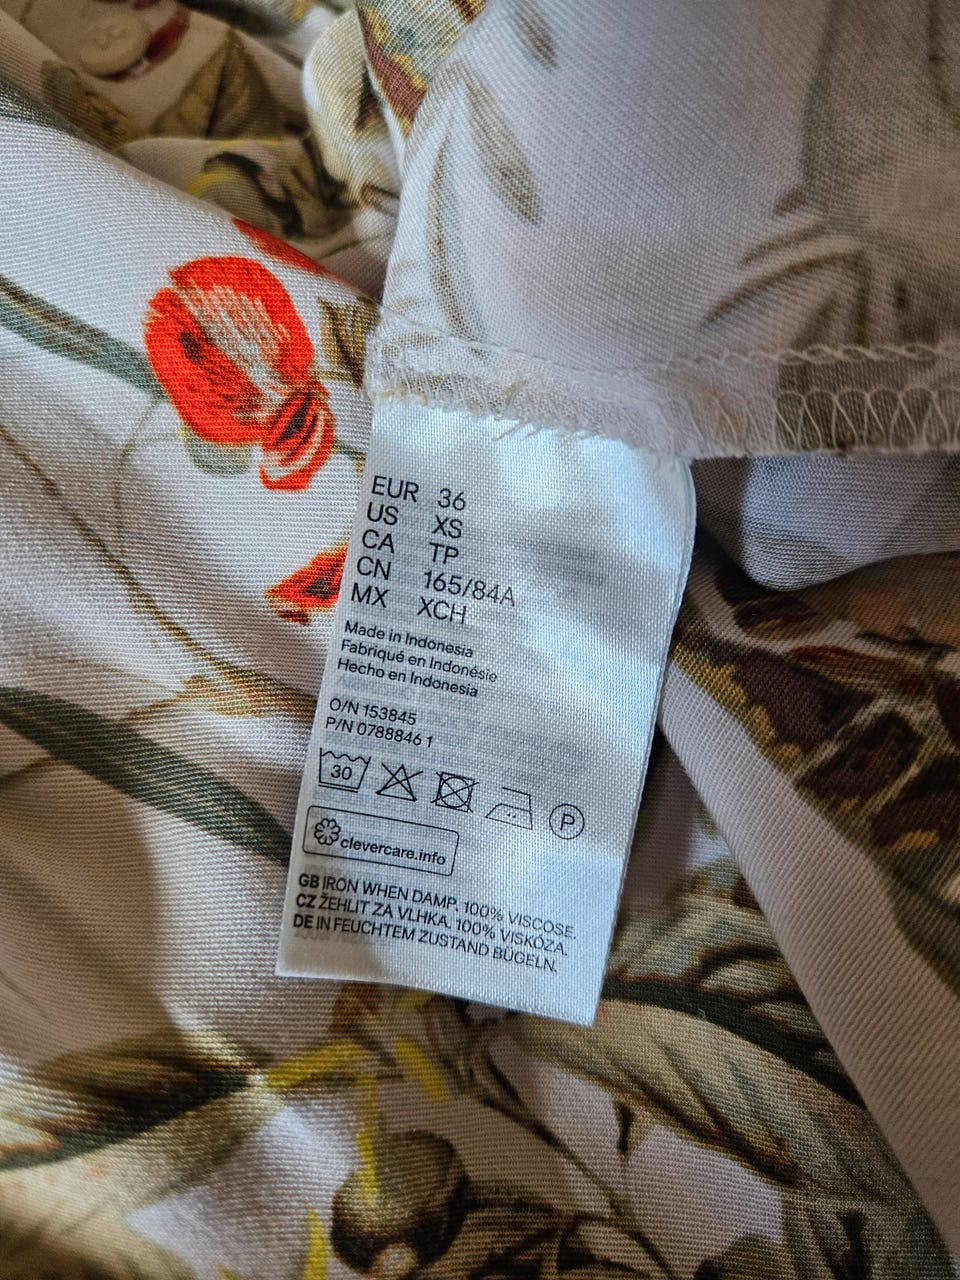 EUR 36
US XS
CA TP
CN 165/84A
MX XCH
Made in Indonesia
Fabriqué en Indonésie
Hecho en Indonesia
O/N 153845
P/N 0788846 1
30
P
clevercare.info
GB IRON WHEN DAMP. 100% VISCOSE.
CZ ŽEHLIT ZA VLHKA. 100% VISKÓZA.
DE IN FEUCHTEM ZUSTAND BÜGELN.